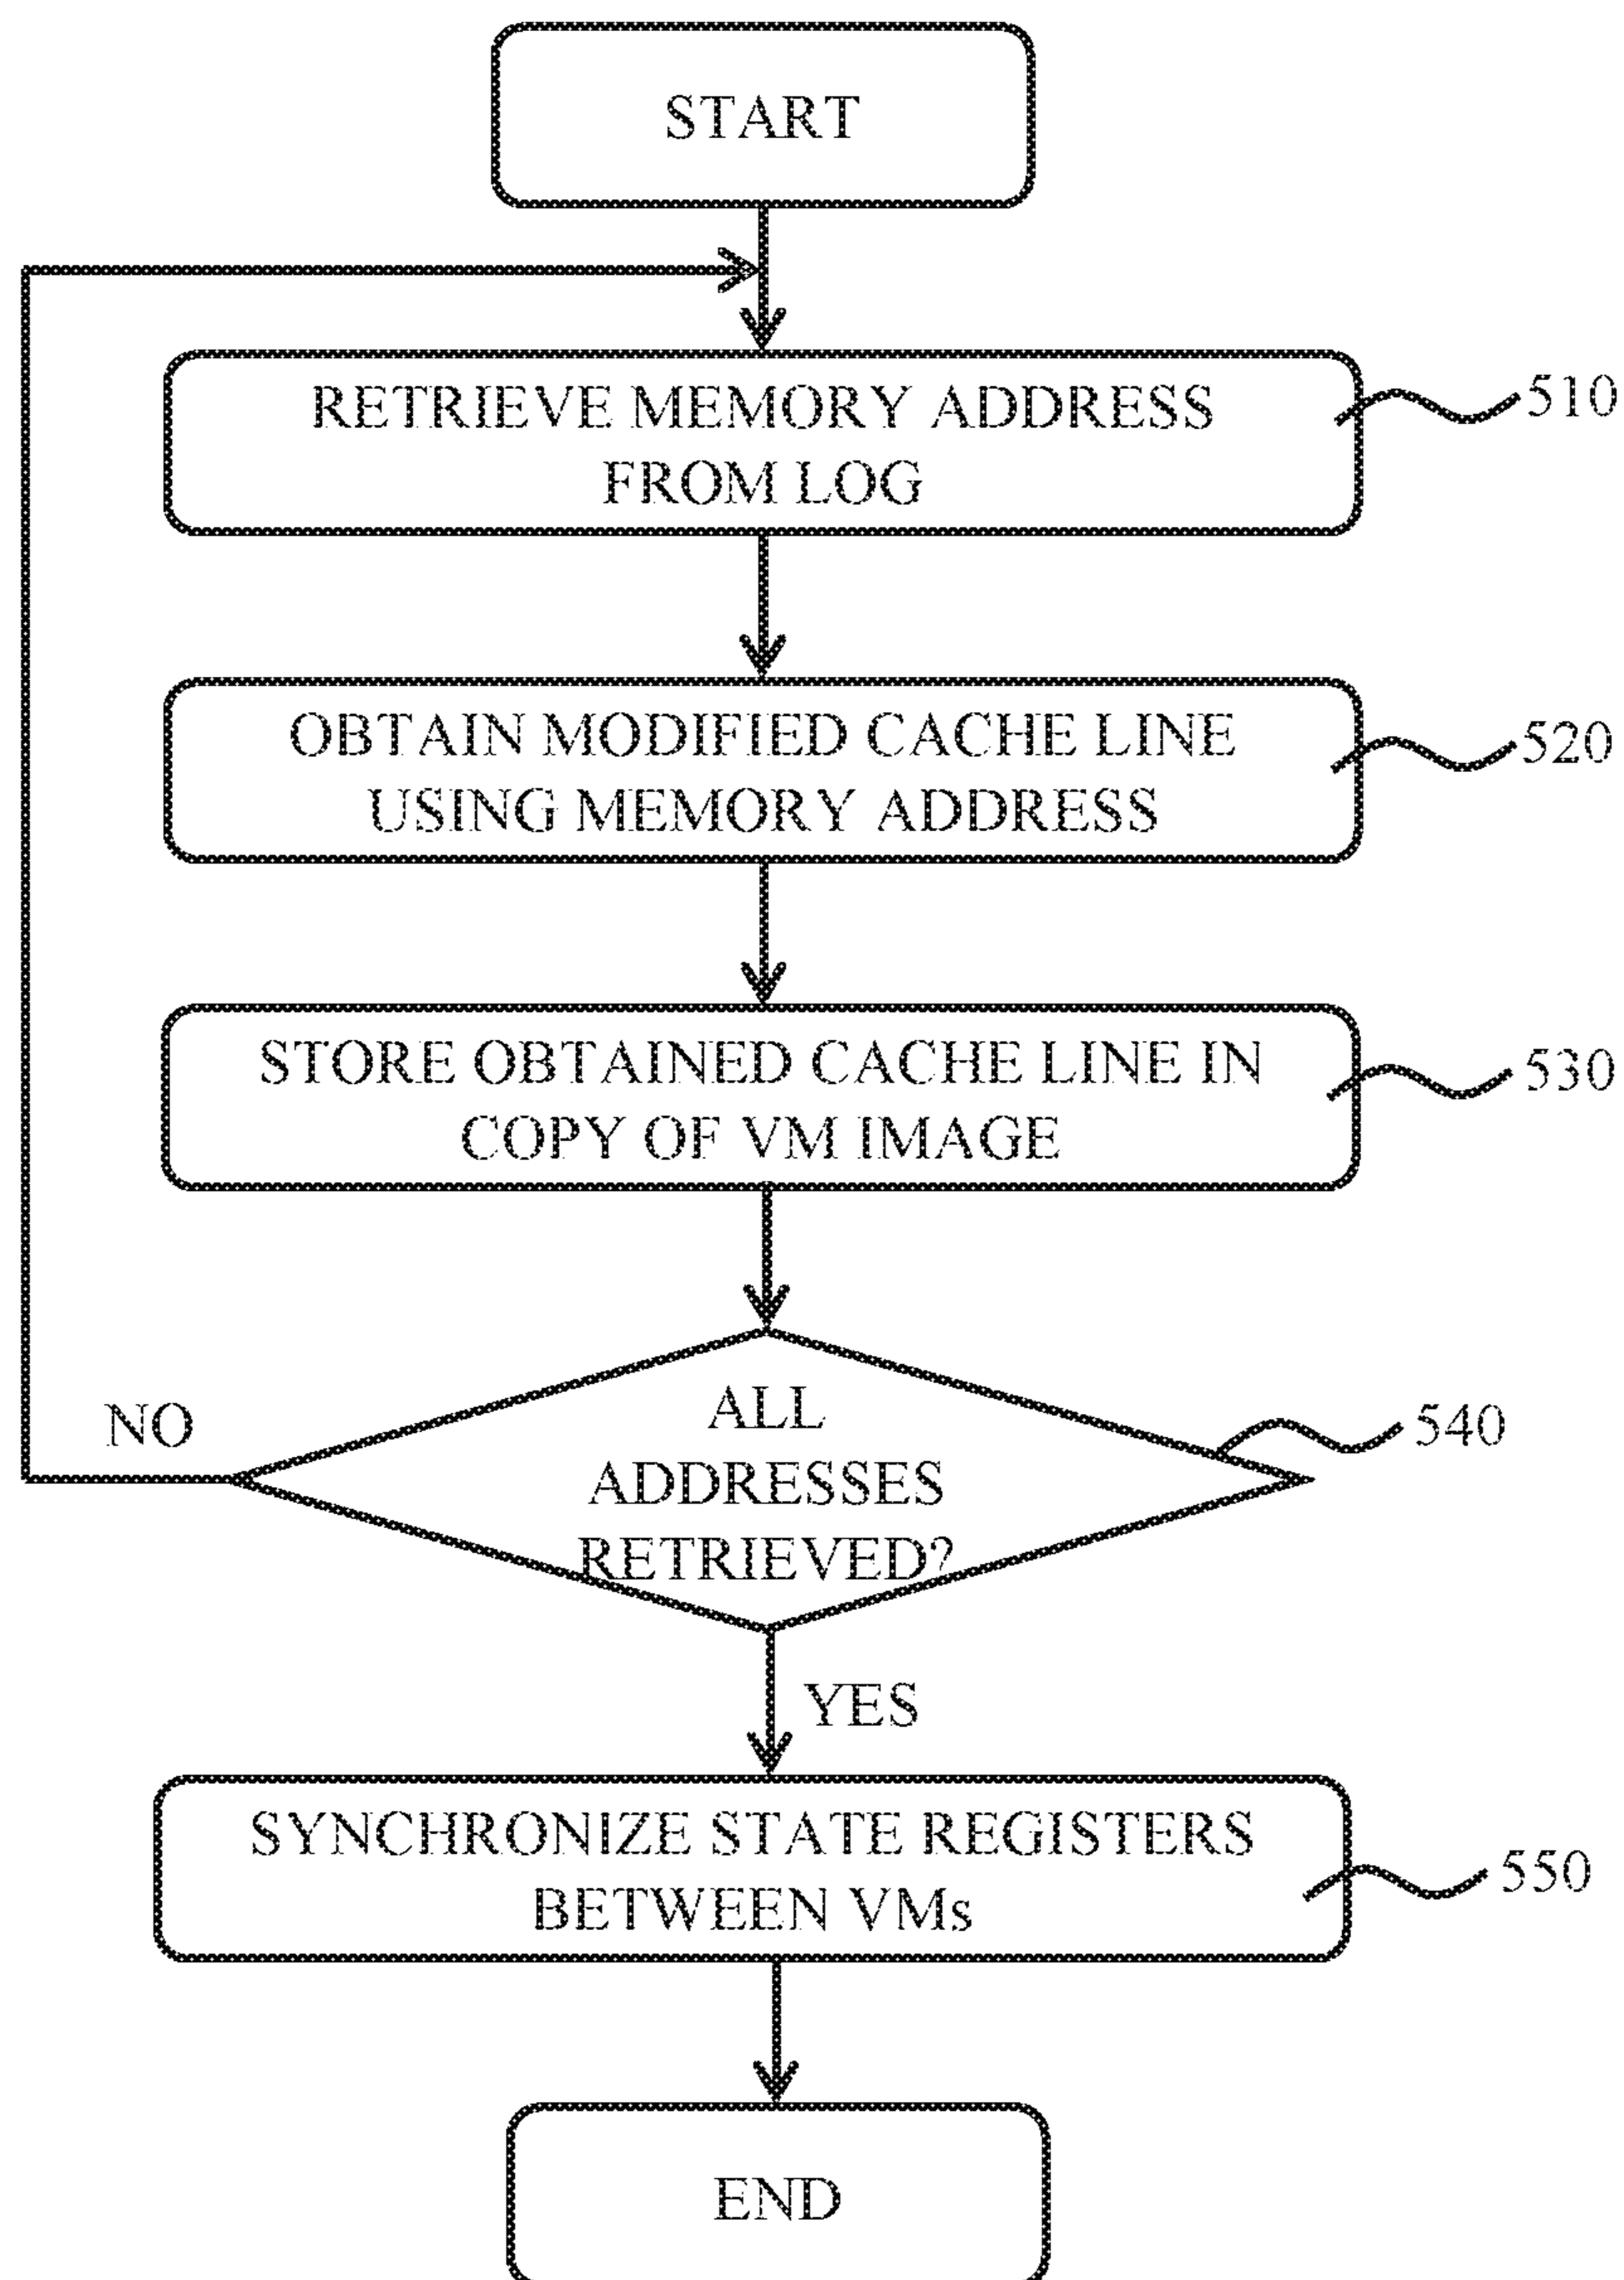 START
RETRIEVE MEMORY ADDRESS
FROM LOG
510
OBTAIN MODIFIED CACHE LINE
USING MEMORY ADDRESS
520
STORE OBTAINED CACHE LINE IN
COPY OF VM IMAGE
530
ALL
ADDRESSES
RETRIEVED?
540
NO
YES
SYNCHRONIZE STATE REGISTERS
BETWEEN VMs
550
END